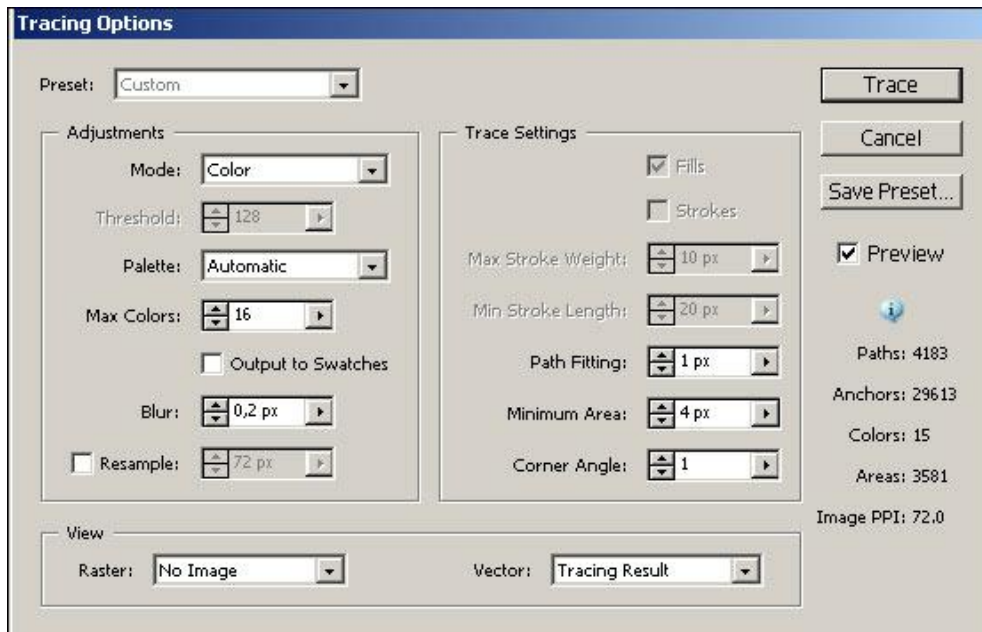 Tracing Options
Preset: Custom
Trace
Cancel
Save Preset...
Preview
Adjustments
Mode: Color
Threshold: 128
Palette: Automatic
Max Colors: 16
Output to Swatches
Blur: 0,2 px
Resample: 72 px
Trace Settings
Fills
Strokes
Max Stroke Weight: 10 px
Min Stroke Length: 20 px
Path Fitting: 1 px
Minimum Area: 4 px
Corner Angle: 1
Paths: 4183
Anchors: 29613
Colors: 15
Areas: 3581
Image PPI: 72.0
View
Raster: No Image
Vector: Tracing Result